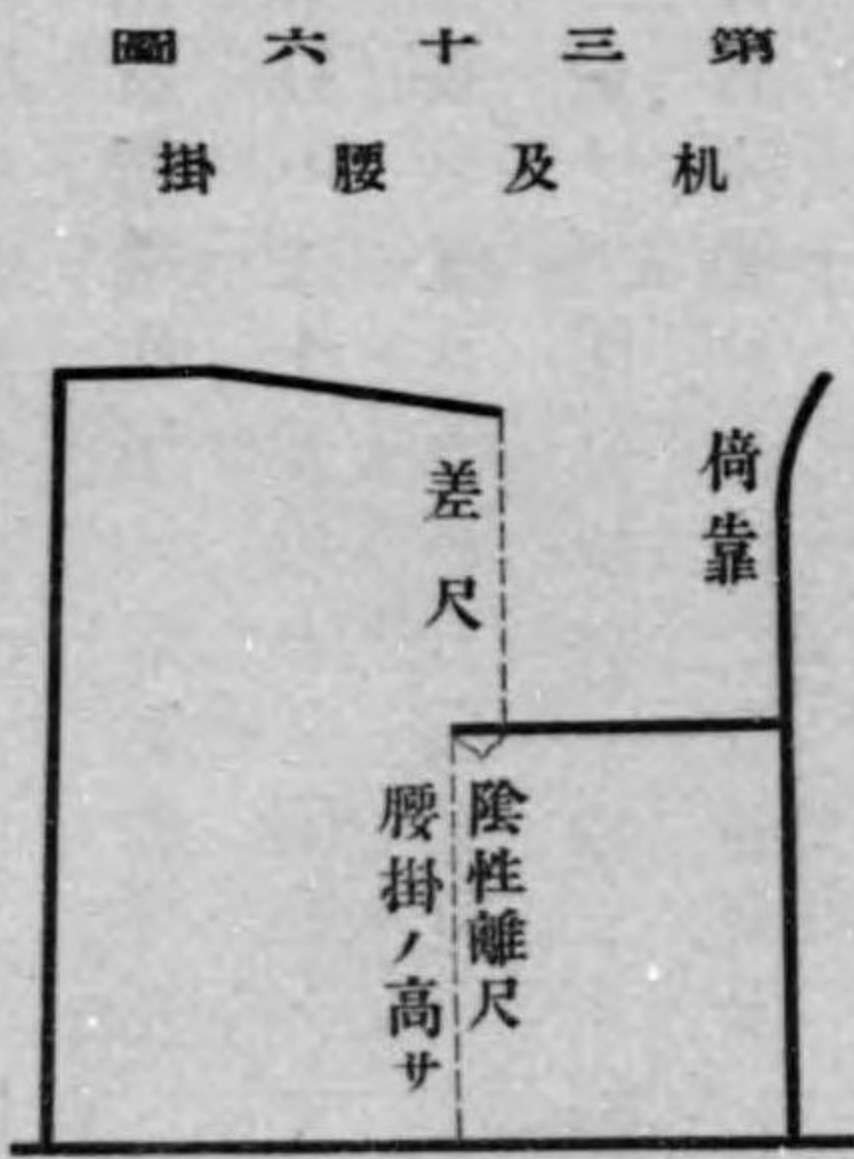 第三十六圖
机及腰掛
倚靠
差尺
陰性離尺
腰掛ノ高サ